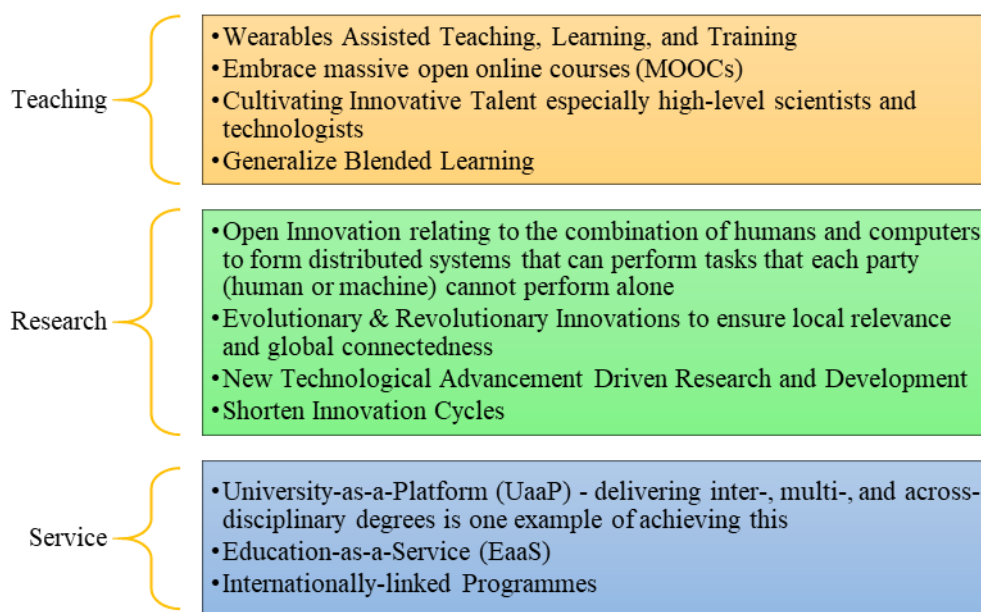 Teaching
•Wearables Assisted Teaching, Learning, and Training
•Embrace massive open online courses (MOOCs)
•Cultivating Innovative Talent especially high-level scientists and
technologists
•Generalize Blended Learning
Research
•Open Innovation relating to the combination of humans and computers
to form distributed systems that can perform tasks that each party
(human or machine) cannot perform alone
•Evolutionary & Revolutionary Innovations to ensure local relevance
and global connectedness
•New Technological Advancement Driven Research and Development
•Shorten Innovation Cycles
Service
•University-as-a-Platform (UaaP) - delivering inter-, multi-, and across-
disciplinary degrees is one example of achieving this
•Education-as-a-Service (EaaS)
•Internationally-linked Programmes